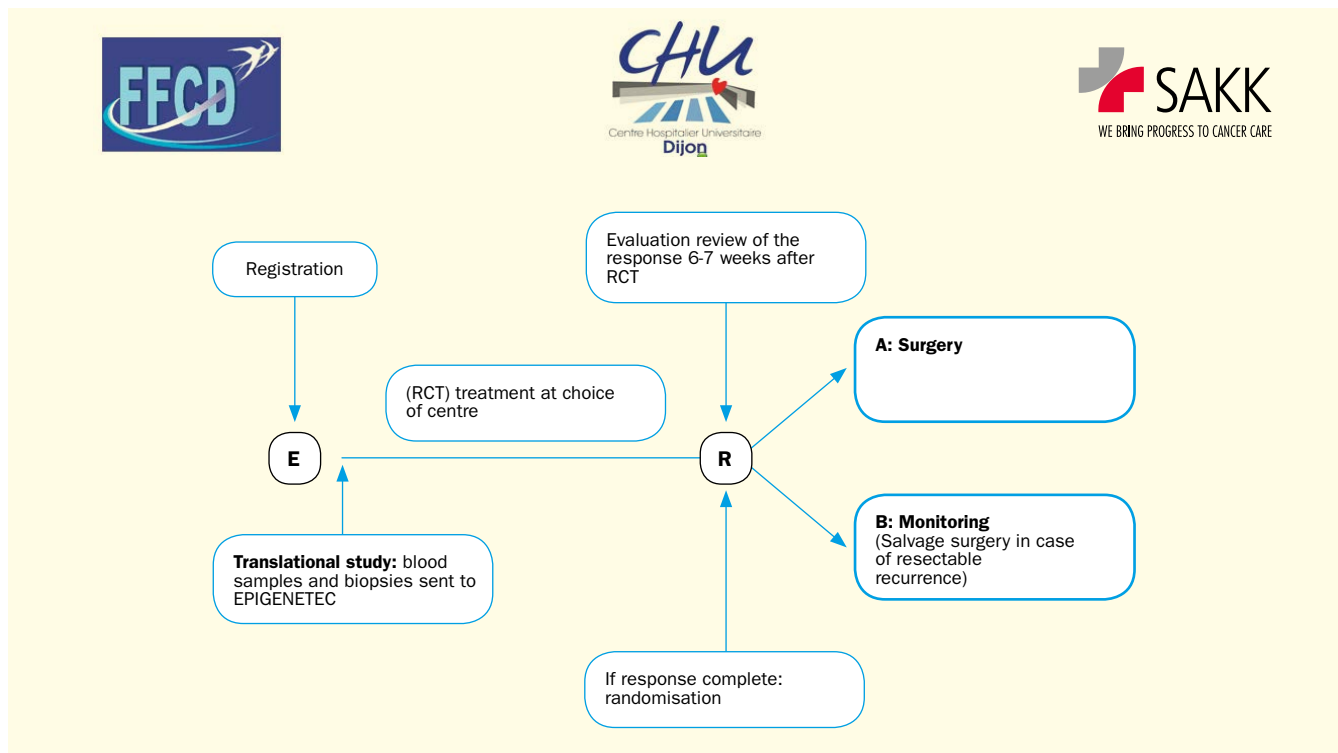 FFCD
CHU
Centre Hospitalier Universitaire
Dijon
SAKK
WE BRING PROGRESS TO CANCER CARE
Registration
Evaluation review of the
response 6-7 weeks after
RCT
(RCT) treatment at choice
of centre
A: Surgery
E
R
Translational study: blood
samples and biopsies sent to
EPIGENETEC
B: Monitoring
(Salvage surgery in case
of resectable
recurrence)
If response complete:
randomisation